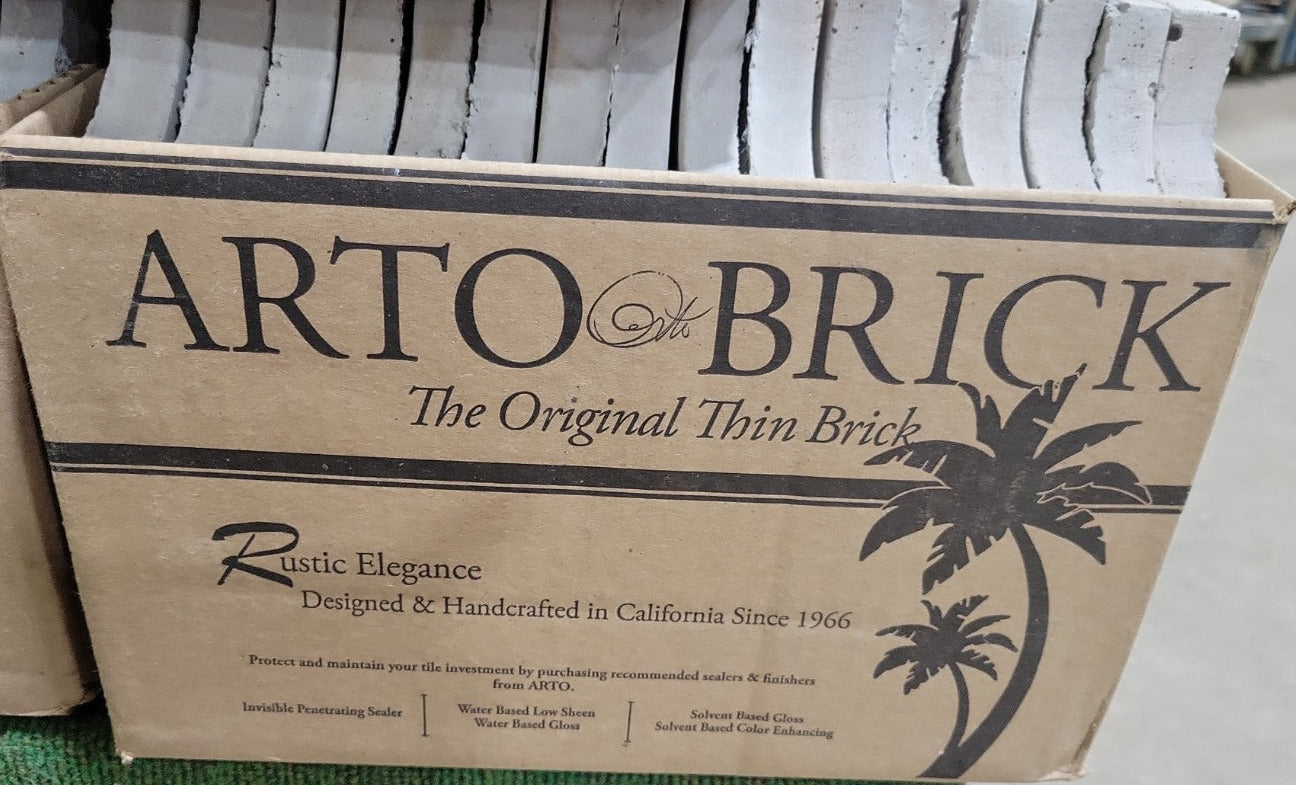 ARTO Arto BRICK
The Original Thin Brick
Rustic Elegance
Designed & Handcrafted in California Since 1966
Protect and maintain your tile investment by purchasing recommended sealers & finishers
from ARTO.
Invisible Penetrating Sealer
Water Based Low Sheen
Water Based Gloss
Solvent Based Gloss
Solvent Based Color Enhancing